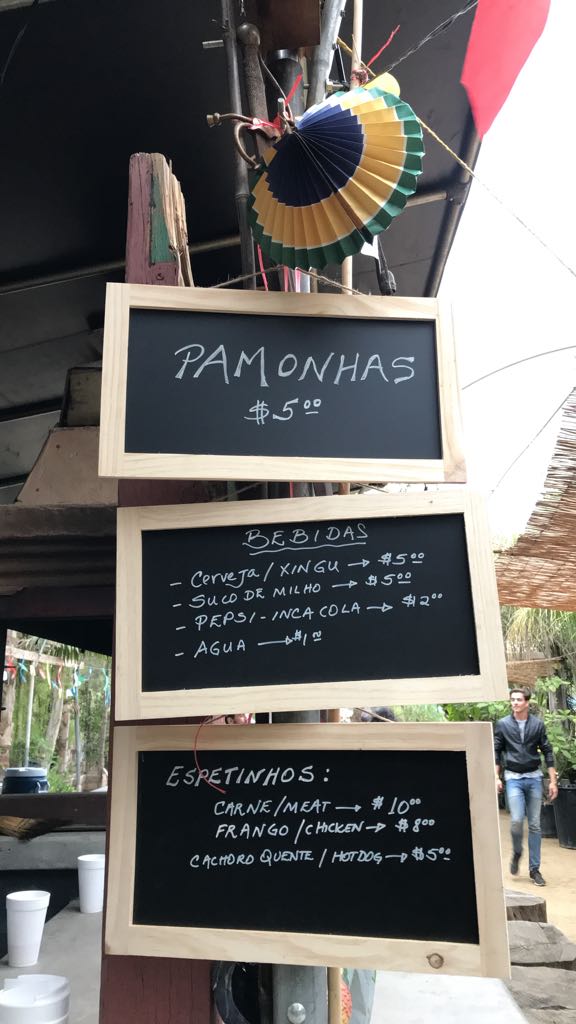 PAMONHAS
$5.00
BEBIDAS
- Cerveja/XINGU → $5.00
- SUCO DE MILHO → $5.00
- PEPSI-INCA COLA → $2.00
- AGUA → $1.00
ESPETINHOS:
CARNE/MEAT → $10.00
FRANGO/CHICKEN → $8.00
CACHORO QUENTE/HOTDOG → $5.00